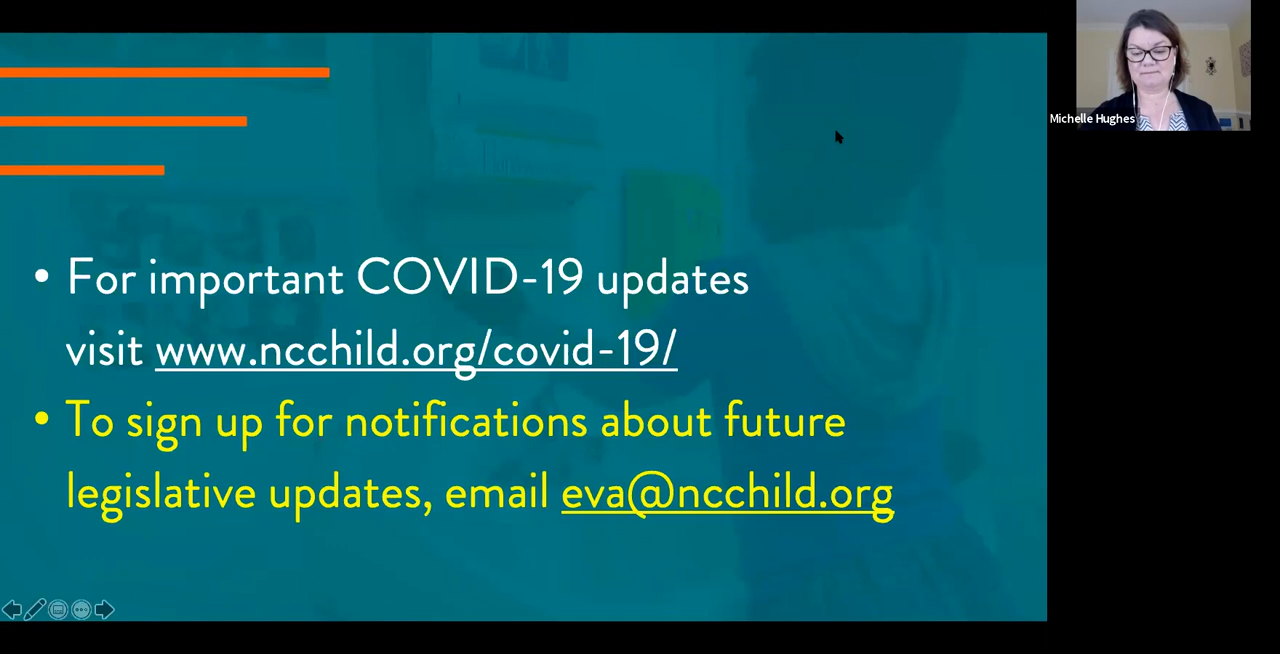 Michelle Hughes
• For important COVID-19 updates
visit www.ncchild.org/covid-19/
• To sign up for notifications about future
legislative updates, email eva@ncchild.org